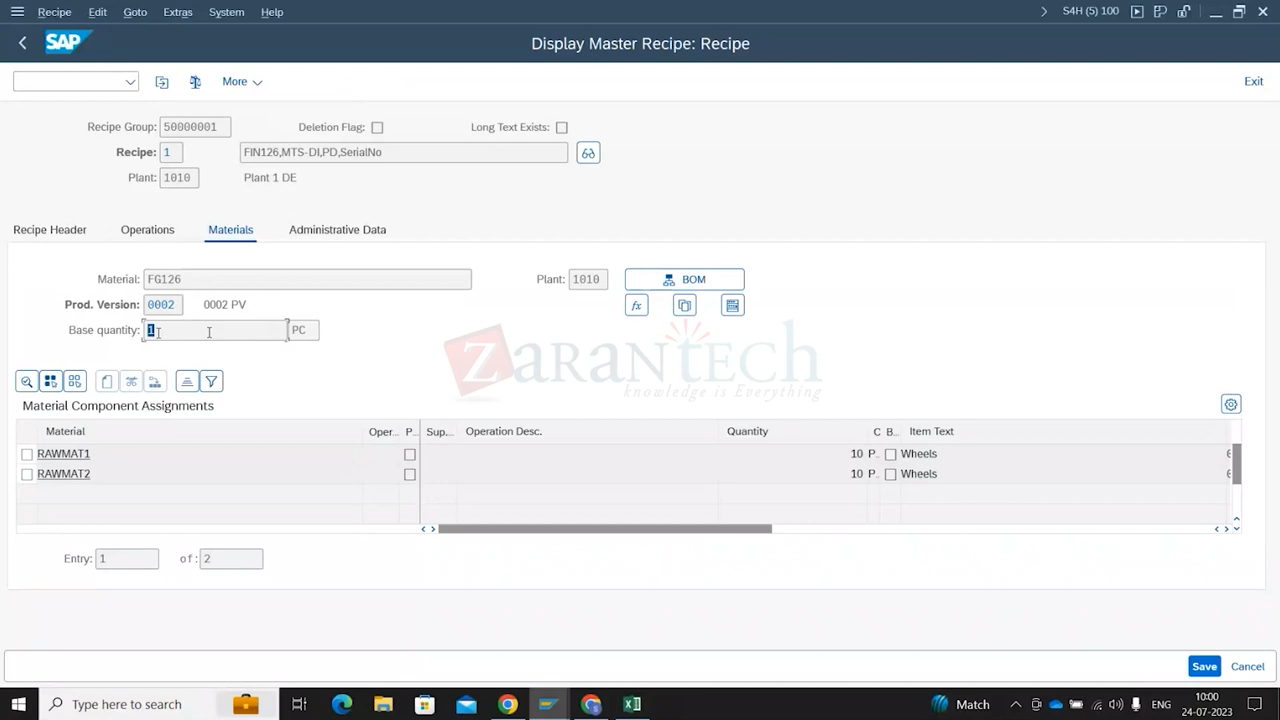 Recipe Edit Goto Extras System Help S4H (5) 100
SAP Display Master Recipe: Recipe
More Exit
Recipe Group: 50000001 Deletion Flag: Long Text Exists:
Recipe: 1 FIN126,MTS-DI,PD,SerialNo
Plant: 1010 Plant 1 DE
Recipe Header Operations Materials Administrative Data
Material: FG126 Plant: 1010 BOM
Prod. Version: 0002 0002 PV fx
Base quantity: 1 PC
ZaranTech
knowledge is Everything
Material Component Assignments
Material Oper... P... Sup... Operation Desc. Quantity C B... Item Text
RAWMAT1 10 P.. Wheels
RAWMAT2 10 P.. Wheels
Entry: 1 of: 2
Save Cancel
Type here to search Match ENG 10:00
24-07-2023